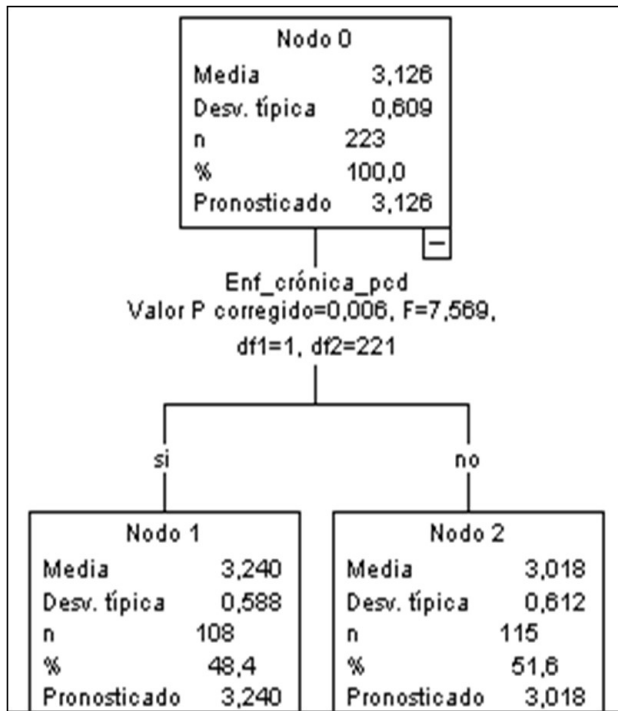 Nodo 0
Media 3,126
Desv. típica 0,609
n 223
% 100,0
Pronosticado 3,126
Enf_crónica_pcd
Valor P corregido=0,006, F=7,569,
df1=1, df2=221
si
no
Nodo 1
Media 3,240
Desv. típica 0,588
n 108
% 48,4
Pronosticado 3,240
Nodo 2
Media 3,018
Desv. típica 0,612
n 115
% 51,6
Pronosticado 3,018